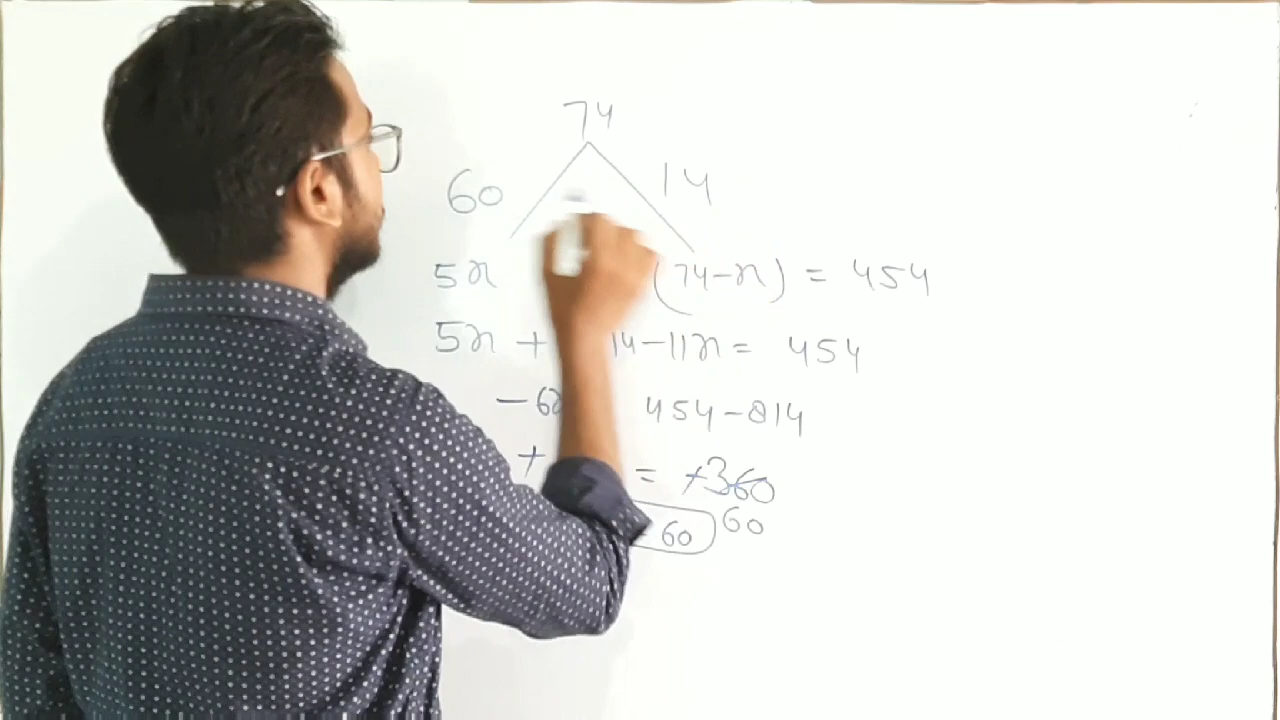 74
60 14
5x (74-x) = 454
5x + 14-11x = 454
-6 454-814
+ = +360
60 60